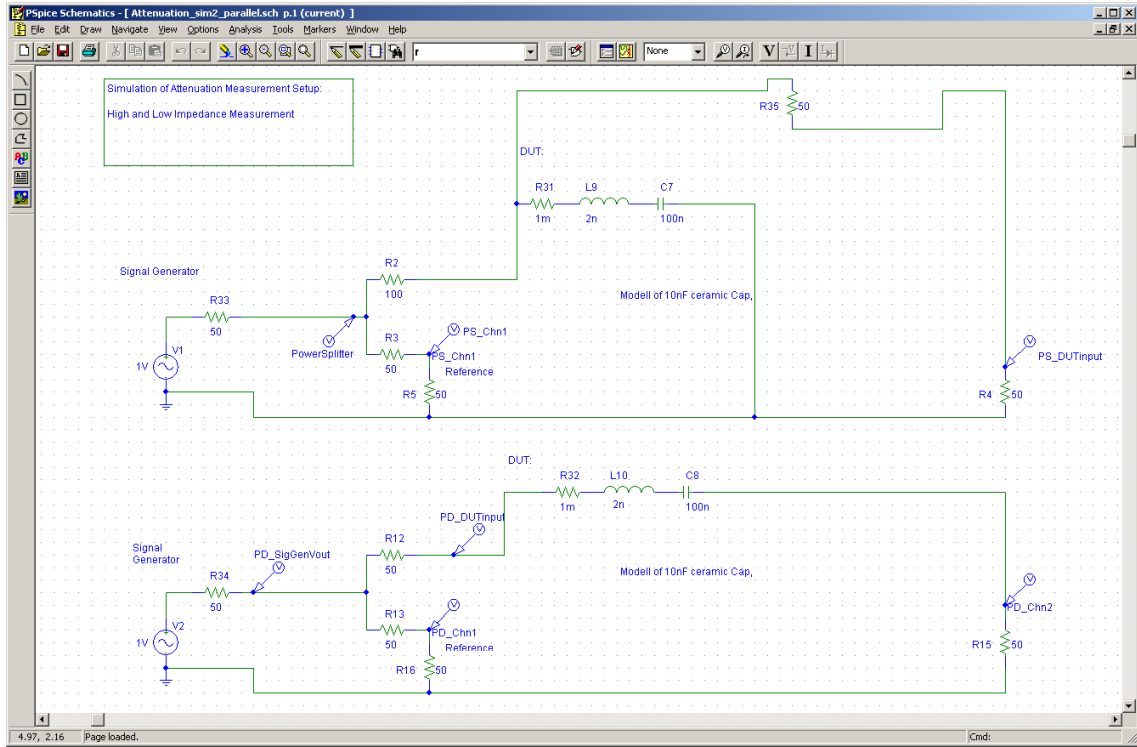 PSpice Schematics - [ Attenuation_sim2_parallel.sch p.1 (current) ]
File Edit Draw Navigate View Options Analysis Tools Markers Window Help
r
None
V
I
Simulation of Attenuation Measurement Setup:
High and Low Impedance Measurement
R35
50
DUT:
R31
L9
C7
1m
2n
100n
Signal Generator
R2
100
Modell of 10nF ceramic Cap,
R33
50
R3
50
V
PS_Chn1
V
PowerSplitter
PS_Chn1
Reference
V
PS_DUTinput
V1
1V
R5
50
R4
50
DUT:
R32
L10
C8
1m
2n
100n
PD_DUTinput
V
Signal
Generator
PD_SigGenVout
V
R12
50
Modell of 10nF ceramic Cap,
R34
50
V
V
PD_Chn2
V2
1V
R13
50
PD_Chn1
Reference
R16
50
R15
50
4.97, 2.16
Page loaded.
Cmd: